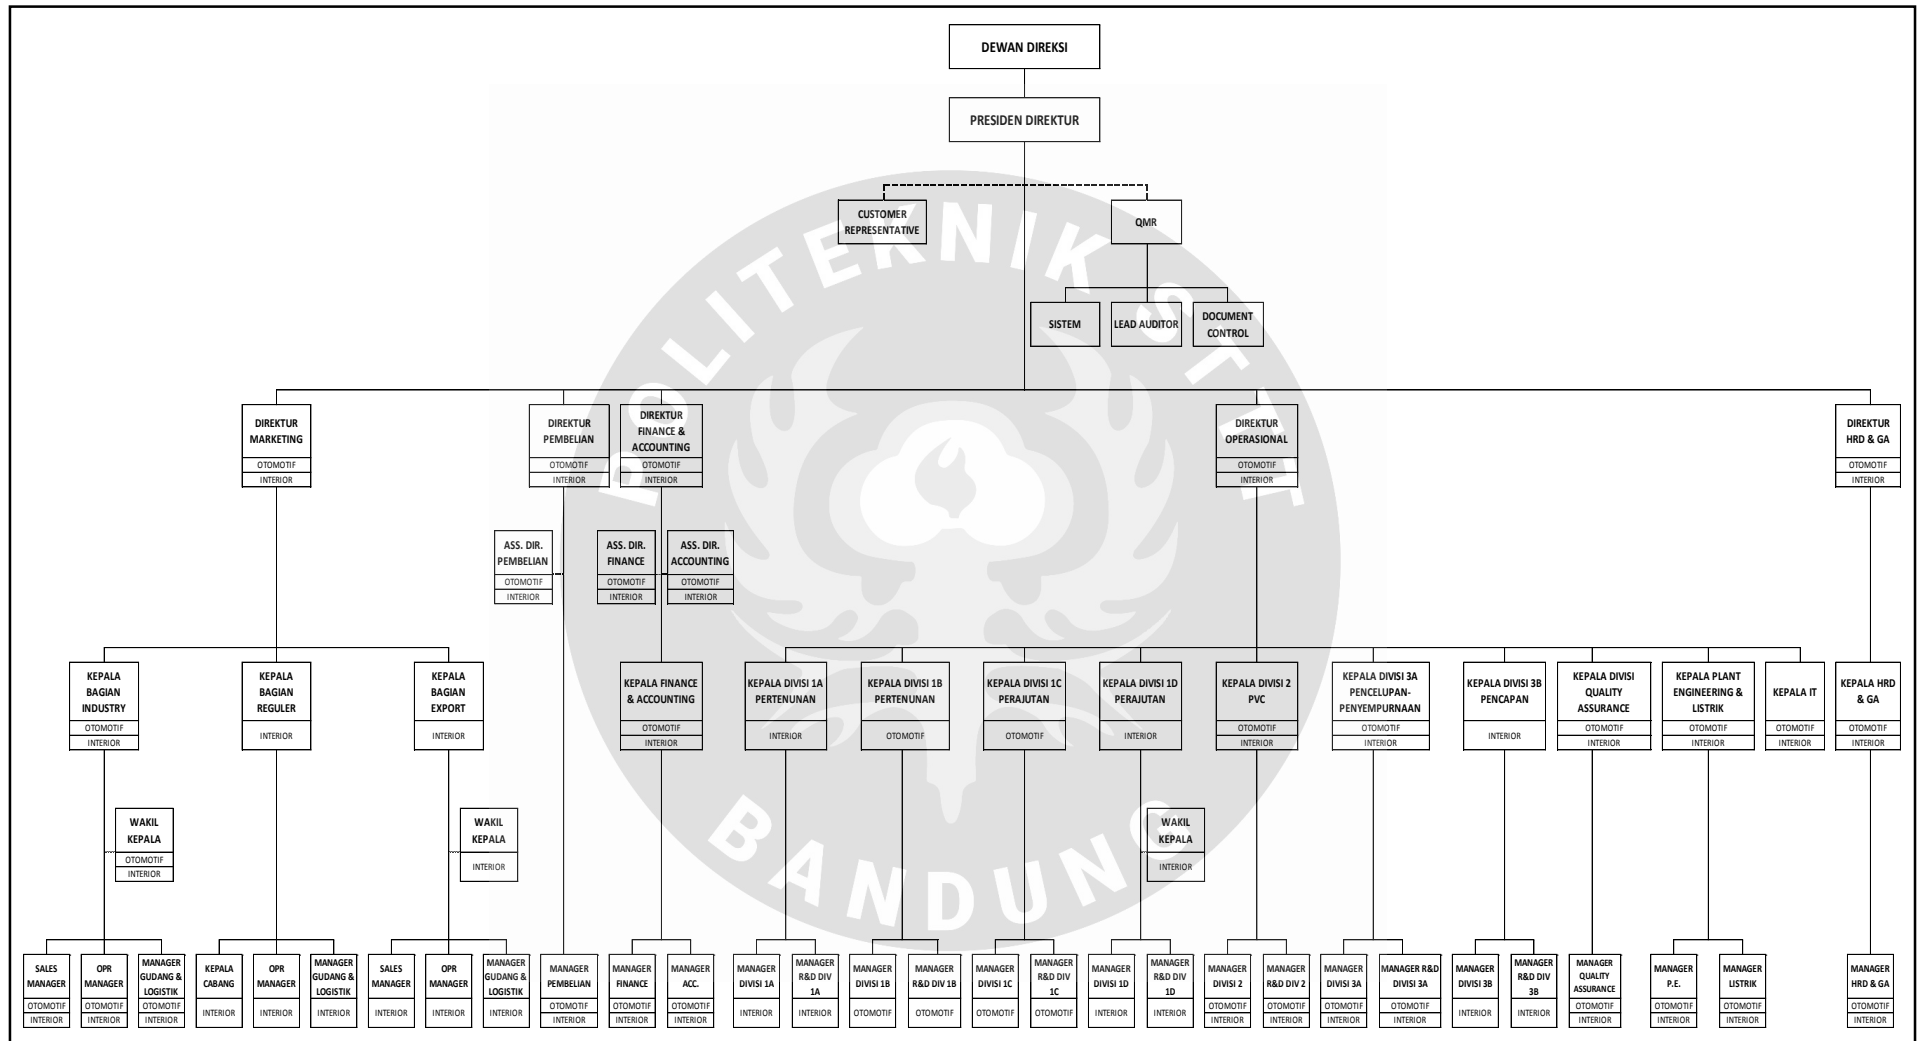 DEWAN DIREKSI
PRESIDEN DIREKTUR
CUSTOMER
REPRESENTATIVE
QMR
SISTEM
LEAD AUDITOR
DOCUMENT
CONTROL
POLITEKNIK STTT
BANDUNG
DIREKTUR
MARKETING
OTOMOTIF
INTERIOR
DIREKTUR
PEMBELIAN
OTOMOTIF
INTERIOR
DIREKTUR
FINANCE &
ACCOUNTING
OTOMOTIF
INTERIOR
DIREKTUR
OPERASIONAL
OTOMOTIF
INTERIOR
DIREKTUR
HRD & GA
OTOMOTIF
INTERIOR
ASS. DIR.
PEMBELIAN
OTOMOTIF
INTERIOR
ASS. DIR.
FINANCE
OTOMOTIF
INTERIOR
ASS. DIR.
ACCOUNTING
OTOMOTIF
INTERIOR
KEPALA
BAGIAN
INDUSTRY
OTOMOTIF
INTERIOR
KEPALA
BAGIAN
REGULER
INTERIOR
KEPALA
BAGIAN
EXPORT
INTERIOR
KEPALA FINANCE
& ACCOUNTING
OTOMOTIF
INTERIOR
KEPALA DIVISI 1A
PERTENUNAN
INTERIOR
KEPALA DIVISI 1B
PERTENUNAN
OTOMOTIF
KEPALA DIVISI 1C
PERAJUTAN
OTOMOTIF
KEPALA DIVISI 1D
PERAJUTAN
INTERIOR
KEPALA DIVISI 2
PVC
OTOMOTIF
INTERIOR
KEPALA DIVISI 3A
PENCELUPAN-
PENYEMPURNAAN
OTOMOTIF
INTERIOR
KEPALA DIVISI 3B
PENCAPAN
INTERIOR
KEPALA DIVISI
QUALITY
ASSURANCE
OTOMOTIF
INTERIOR
KEPALA PLANT
ENGINEERING &
LISTRIK
OTOMOTIF
INTERIOR
KEPALA IT
OTOMOTIF
INTERIOR
KEPALA HRD
& GA
OTOMOTIF
INTERIOR
WAKIL
KEPALA
OTOMOTIF
INTERIOR
WAKIL
KEPALA
INTERIOR
WAKIL
KEPALA
INTERIOR
SALES
MANAGER
OTOMOTIF
INTERIOR
OPR
MANAGER
OTOMOTIF
INTERIOR
MANAGER
GUDANG &
LOGISTIK
OTOMOTIF
INTERIOR
KEPALA
CABANG
INTERIOR
OPR
MANAGER
INTERIOR
MANAGER
GUDANG &
LOGISTIK
INTERIOR
SALES
MANAGER
INTERIOR
OPR
MANAGER
INTERIOR
MANAGER
GUDANG &
LOGISTIK
INTERIOR
MANAGER
PEMBELIAN
OTOMOTIF
INTERIOR
MANAGER
FINANCE
OTOMOTIF
INTERIOR
MANAGER
ACC.
OTOMOTIF
INTERIOR
MANAGER
DIVISI 1A
INTERIOR
MANAGER
R&D DIV
1A
INTERIOR
MANAGER
DIVISI 1B
OTOMOTIF
MANAGER
R&D DIV 1B
OTOMOTIF
MANAGER
DIVISI 1C
OTOMOTIF
MANAGER
R&D DIV
1C
OTOMOTIF
MANAGER
DIVISI 1D
INTERIOR
MANAGER
R&D DIV
1D
INTERIOR
MANAGER
DIVISI 2
OTOMOTIF
INTERIOR
MANAGER
R&D DIV 2
OTOMOTIF
INTERIOR
MANAGER
DIVISI 3A
OTOMOTIF
INTERIOR
MANAGER R&D
DIVISI 3A
OTOMOTIF
INTERIOR
MANAGER
DIVISI 3B
INTERIOR
MANAGER
R&D DIV
3B
INTERIOR
MANAGER
QUALITY
ASSURANCE
OTOMOTIF
INTERIOR
MANAGER
P.E.
OTOMOTIF
INTERIOR
MANAGER
LISTRIK
OTOMOTIF
INTERIOR
MANAGER
HRD & GA
OTOMOTIF
INTERIOR